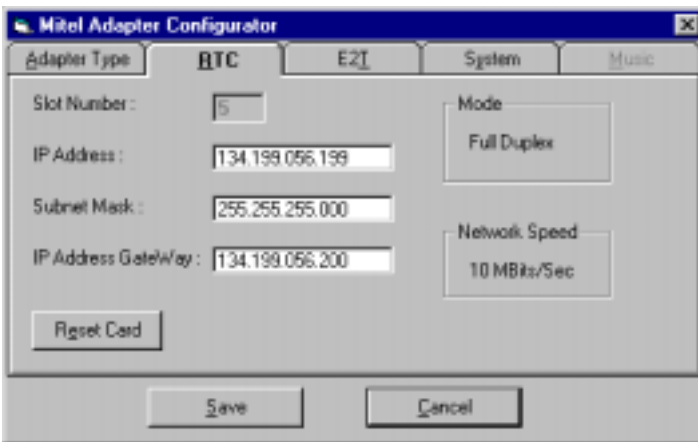 Mitel Adapter Configurator
Adapter Type RTC E2T System Music
Slot Number : 5
IP Address : 134.199.056.199
Subnet Mask : 255.255.255.000
IP Address GateWay : 134.199.056.200
Mode
Full Duplex
Network Speed
10 MBits/Sec
Reset Card
Save Cancel